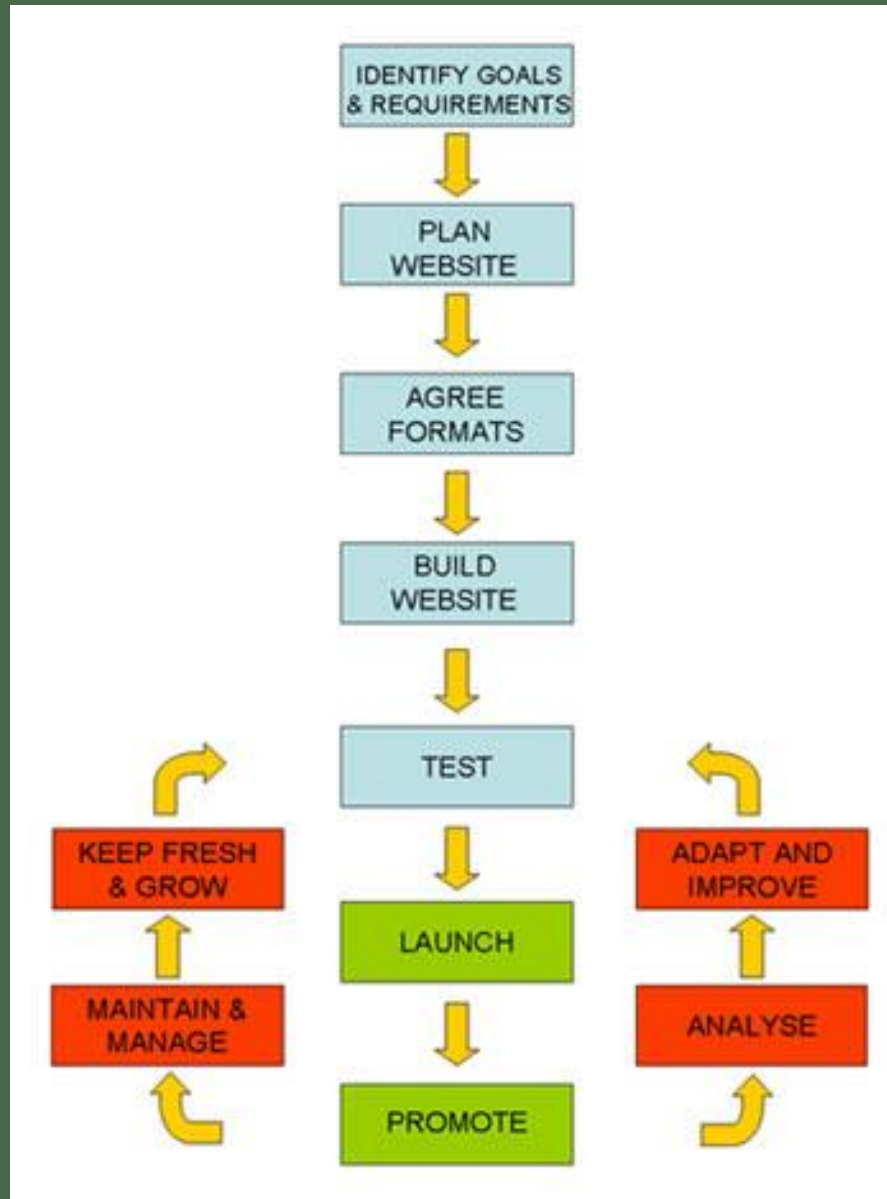 IDENTIFY GOALS
& REQUIREMENTS
PLAN
WEBSITE
AGREE
FORMATS
BUILD
WEBSITE
TEST
KEEP FRESH
& GROW
ADAPT AND
IMPROVE
LAUNCH
MAINTAIN &
MANAGE
ANALYSE
PROMOTE